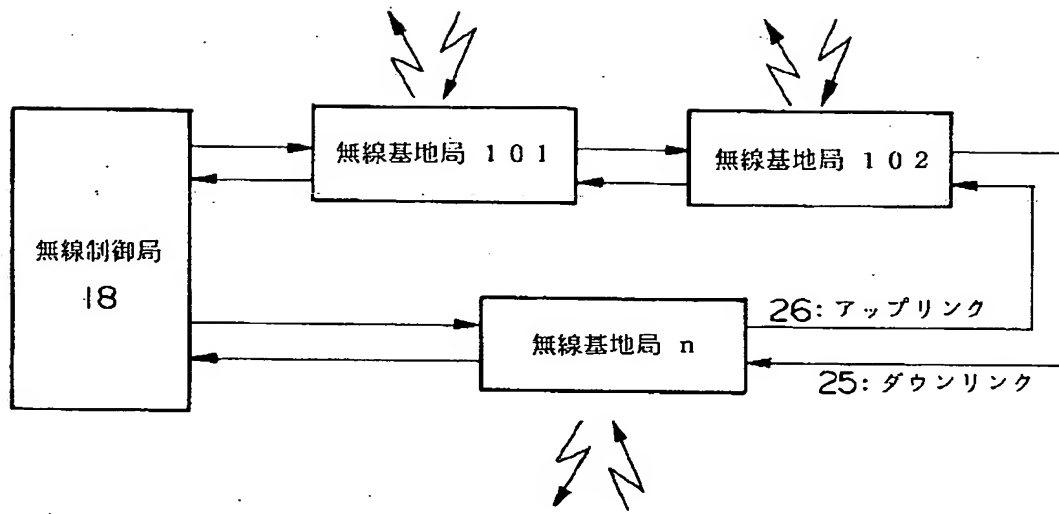 無線基地局 101
無線基地局 102
無線制御局
18
26: アップリンク
無線基地局 n
25: ダウンリンク